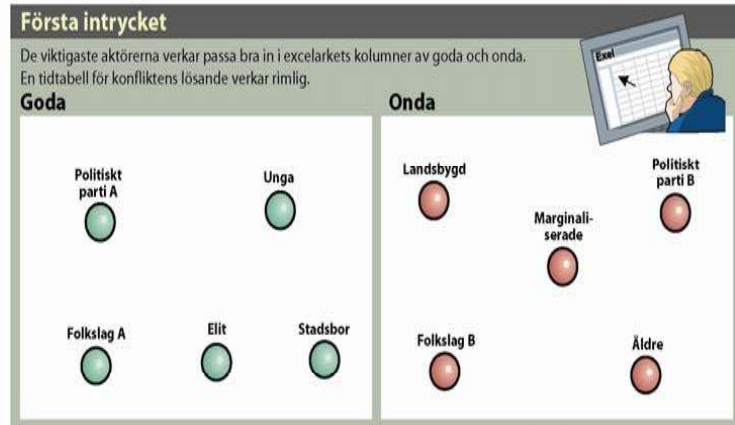 Första intrycket
De viktigaste aktörerna verkar passa bra in i excelarkets kolumner av goda och onda.
En tidtabell för konfliktens lösande verkar rimlig.
Exel
Goda
Politiskt
parti A
Unga
Folkslag A
Elit
Stadsbor
Onda
Landsbygd
Politiskt
parti B
Marginali-
serade
Folkslag B
Äldre